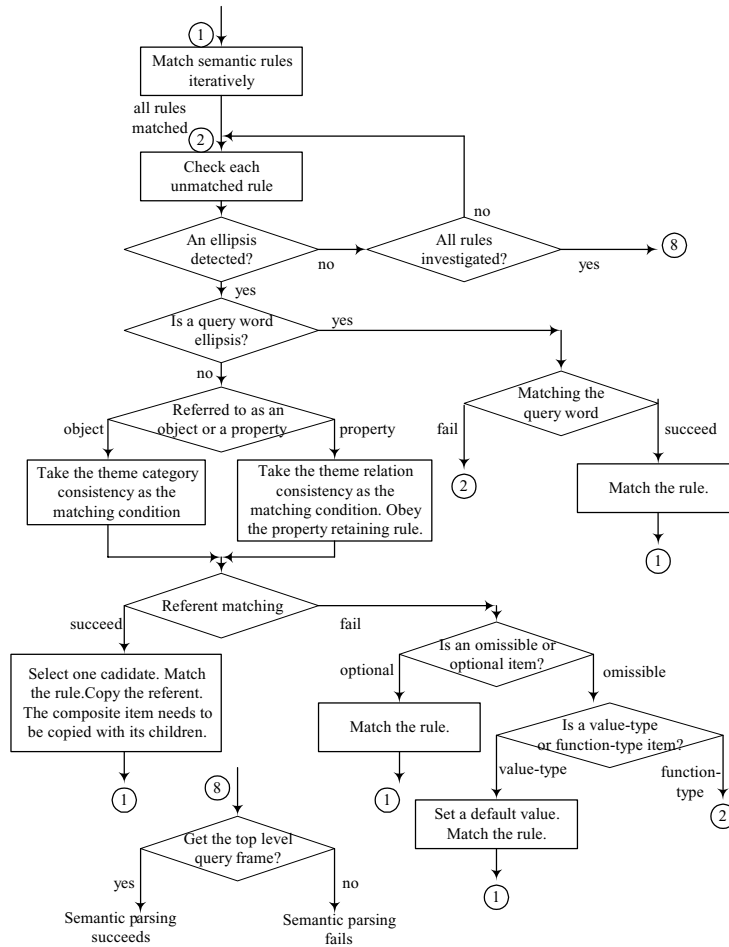 1
Match semantic rules
iteratively
all rules
matched
2
Check each
unmatched rule
no
An ellipsis
detected?
no
All rules
investigated?
yes
8
yes
Is a query word
ellipsis?
yes
no
Matching the
query word
fail
succeed
2
Match the rule.
1
Referred to as an
object or a property
object
property
Take the theme category
consistency as the
matching condition
Take the theme relation
consistency as the
matching condition. Obey
the property retaining rule.
Referent matching
succeed
fail
Select one cadidate. Match
the rule.Copy the referent.
The composite item needs to
be copied with its children.
1
Is an omissible or
optional item?
optional
omissible
Match the rule.
1
Is a value-type
or function-type item?
value-type
function-
type
2
Set a default value.
Match the rule.
1
8
Get the top level
query frame?
yes
no
Semantic parsing
succeeds
Semantic parsing
fails